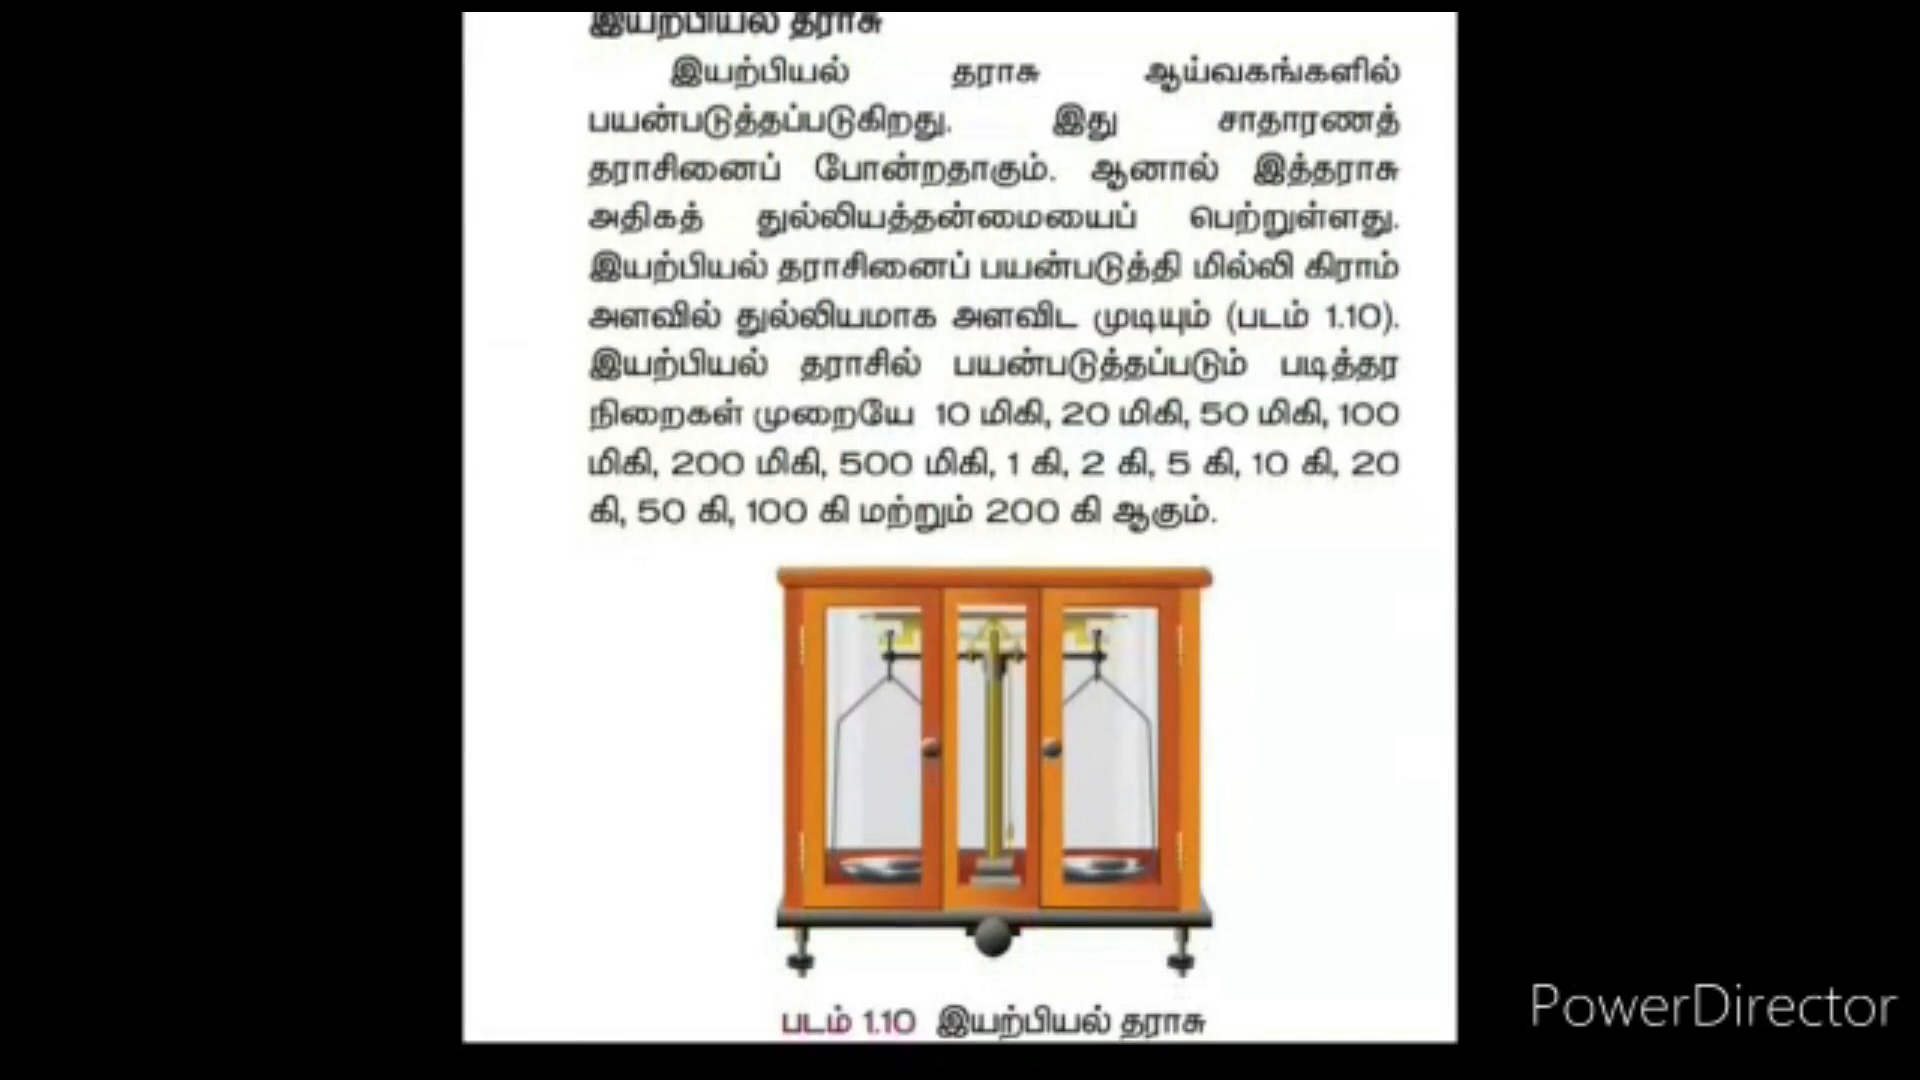 இயற்பியல் தராசு
இயற்பியல் தராசு ஆய்வகங்களில்
பயன்படுத்தப்படுகிறது. இது சாதாரணத்
தராசினைப் போன்றதாகும். ஆனால் இத்தராசு
அதிகத் துல்லியத்தன்மையைப் பெற்றுள்ளது.
இயற்பியல் தராசினைப் பயன்படுத்தி மில்லி கிராம்
அளவில் துல்லியமாக அளவிட முடியும் (படம் 1.10).
இயற்பியல் தராசில் பயன்படுத்தப்படும் படித்தர
நிறைகள் முறையே 10 மிகி, 20 மிகி, 50 மிகி, 100
மிகி, 200 மிகி, 500 மிகி, 1 கி, 2 கி, 5 கி, 10 கி, 20
கி, 50 கி, 100 கி மற்றும் 200 கி ஆகும்.
படம் 1.10 இயற்பியல் தராசு
PowerDirector